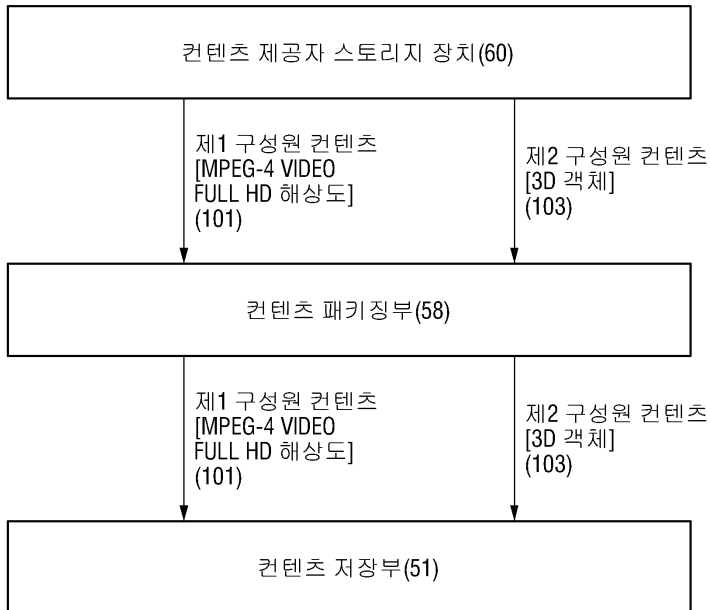 컨텐츠 제공자 스토리지 장치(60)
제1 구성원 컨텐츠
[MPEG-4 VIDEO
FULL HD 해상도]
(101)
제2 구성원 컨텐츠
[3D 객체]
(103)
컨텐츠 패키징부(58)
제1 구성원 컨텐츠
[MPEG-4 VIDEO
FULL HD 해상도]
(101)
제2 구성원 컨텐츠
[3D 객체]
(103)
컨텐츠 저장부(51)